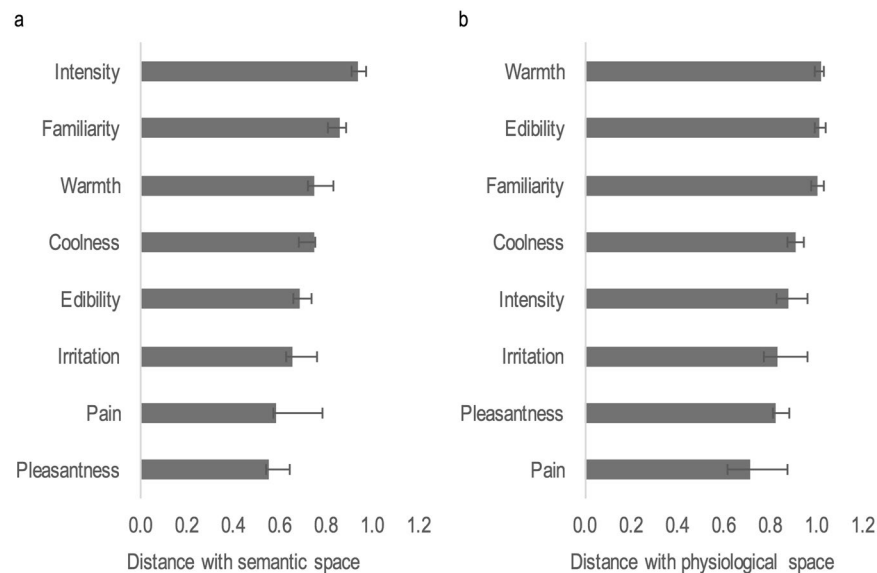 a
Intensity
Familiarity
Warmth
Coolness
Edibility
Irritation
Pain
Pleasantness
0.0 0.2 0.4 0.6 0.8 1.0 1.2
Distance with semantic space
b
Warmth
Edibility
Familiarity
Coolness
Intensity
Irritation
Pleasantness
Pain
0.0 0.2 0.4 0.6 0.8 1.0 1.2
Distance with physiological space